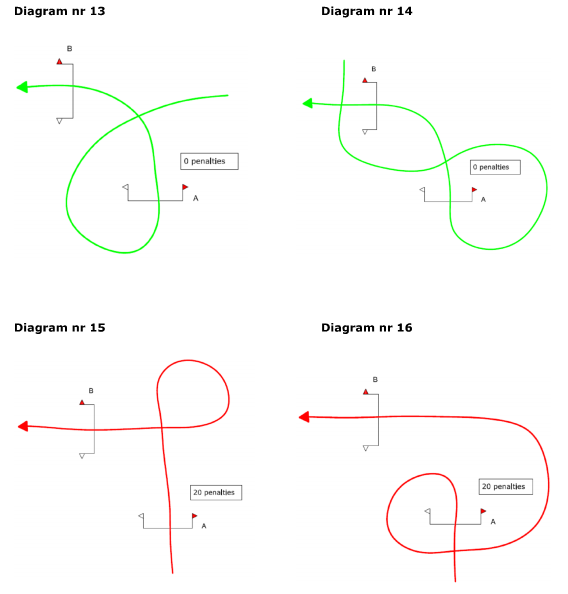 Diagram nr 13
Diagram nr 14
B
B
0 penalties
0 penalties
A
A
Diagram nr 15
Diagram nr 16
B
B
20 penalties
20 penalties
A
A